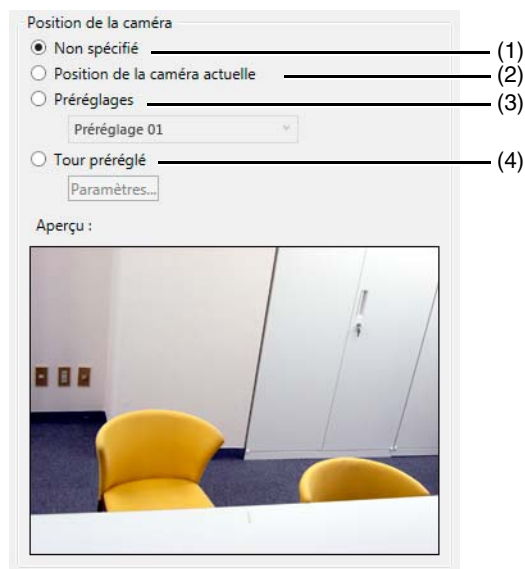 Position de la caméra
Non spécifié (1)
Position de la caméra actuelle (2)
Préréglages (3)
Préréglage 01
Tour préréglé (4)
Paramètres...
Aperçu :